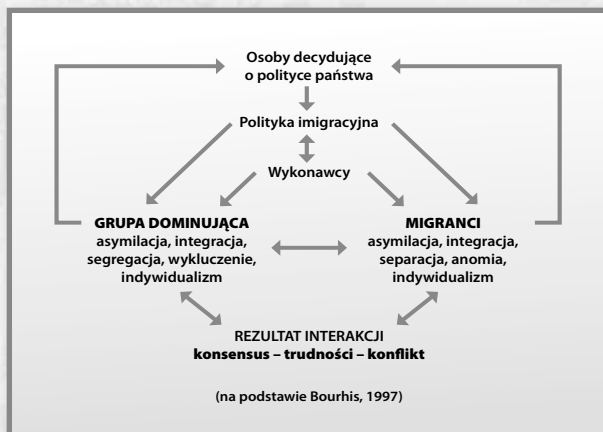 Osoby decydujące
o polityce państwa
Polityka imigracyjna
Wykonawcy
GRUPA DOMINUJĄCA
asymilacja, integracja,
segregacja, wykluczenie,
indywidualizm
MIGRANCI
asymilacja, integracja,
separacja, anomia,
indywidualizm
REZULTAT INTERAKCJI
konsensus – trudności – konflikt
(na podstawie Bourhis, 1997)